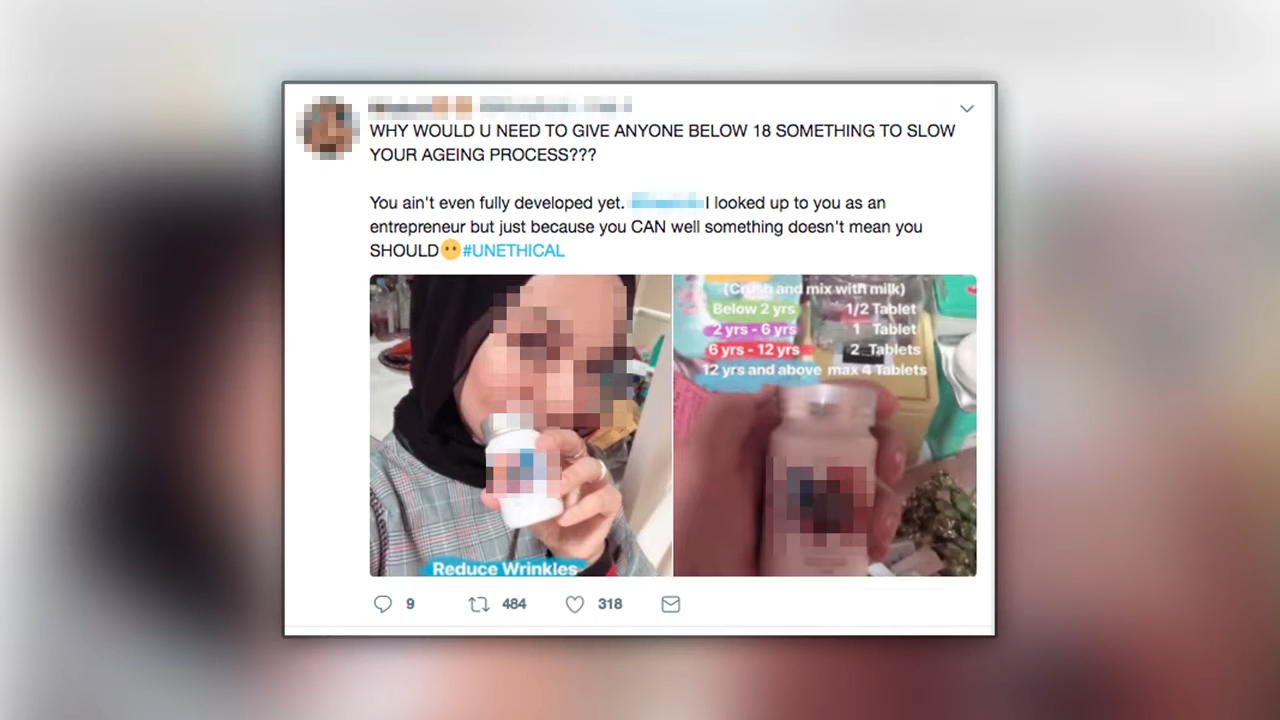 WHY WOULD U NEED TO GIVE ANYONE BELOW 18 SOMETHING TO SLOW
YOUR AGEING PROCESS???
You ain't even fully developed yet. I looked up to you as an
entrepreneur but just because you CAN well something doesn't mean you
SHOULD😶#UNETHICAL
(Crush and mix with milk)
Below 2 yrs 1/2 Tablet
2 yrs - 6 yrs 1 Tablet
6 yrs - 12 yrs 2 Tablets
12 yrs and above max 4 Tablets
Reduce Wrinkles
9 484 318